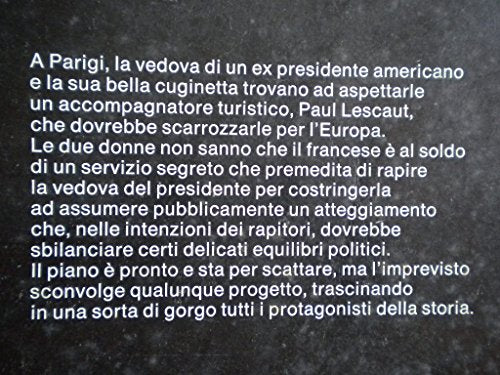 A Parigi, la vedova di un ex presidente americano
e la sua bella cuginetta trovano ad aspettarle
un accompagnatore turistico, Paul Lescaut,
che dovrebbe scarrozzarle per l'Europa.
Le due donne non sanno che il francese è al soldo
di un servizio segreto che premedita di rapire
la vedova del presidente per costringerla
ad assumere pubblicamente un atteggiamento
che, nelle intenzioni dei rapitori, dovrebbe
sbilanciare certi delicati equilibri politici.
Il piano è pronto e sta per scattare, ma l'imprevisto
sconvolge qualunque progetto, trascinando
in una sorta di gorgo tutti i protagonisti della storia.